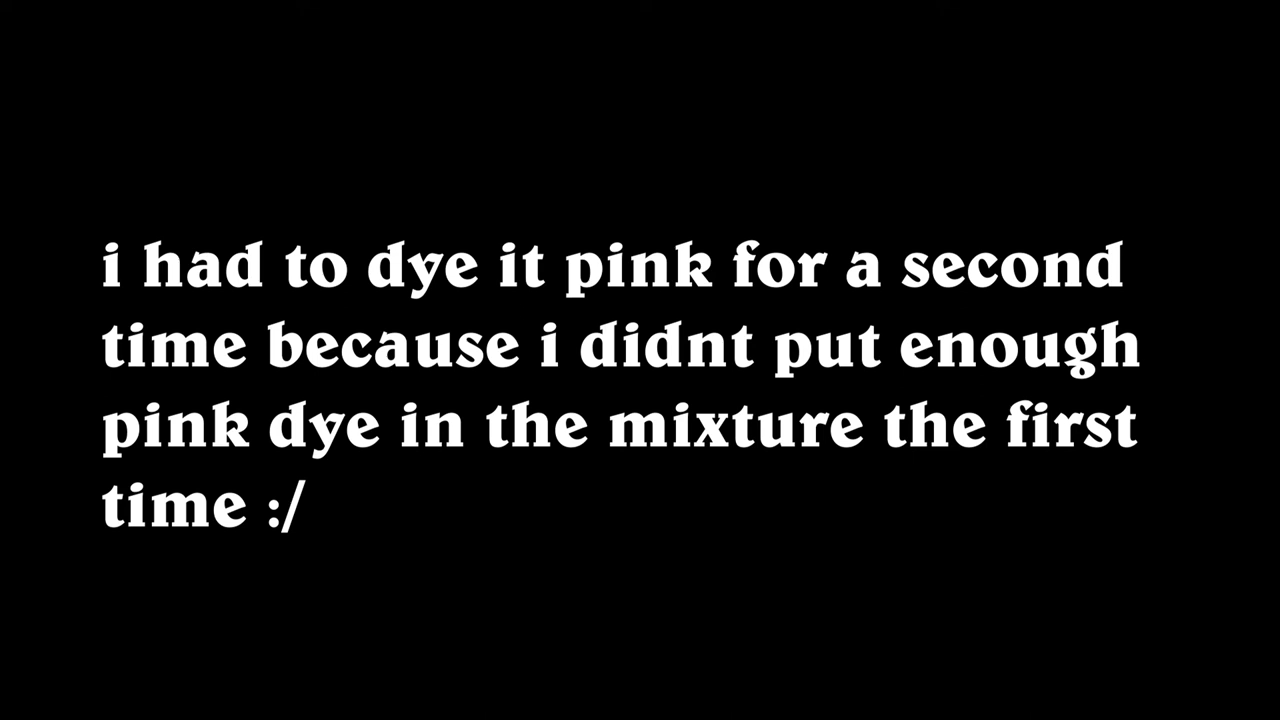 i had to dye it pink for a second
time because i didnt put enough
pink dye in the mixture the first
time :/